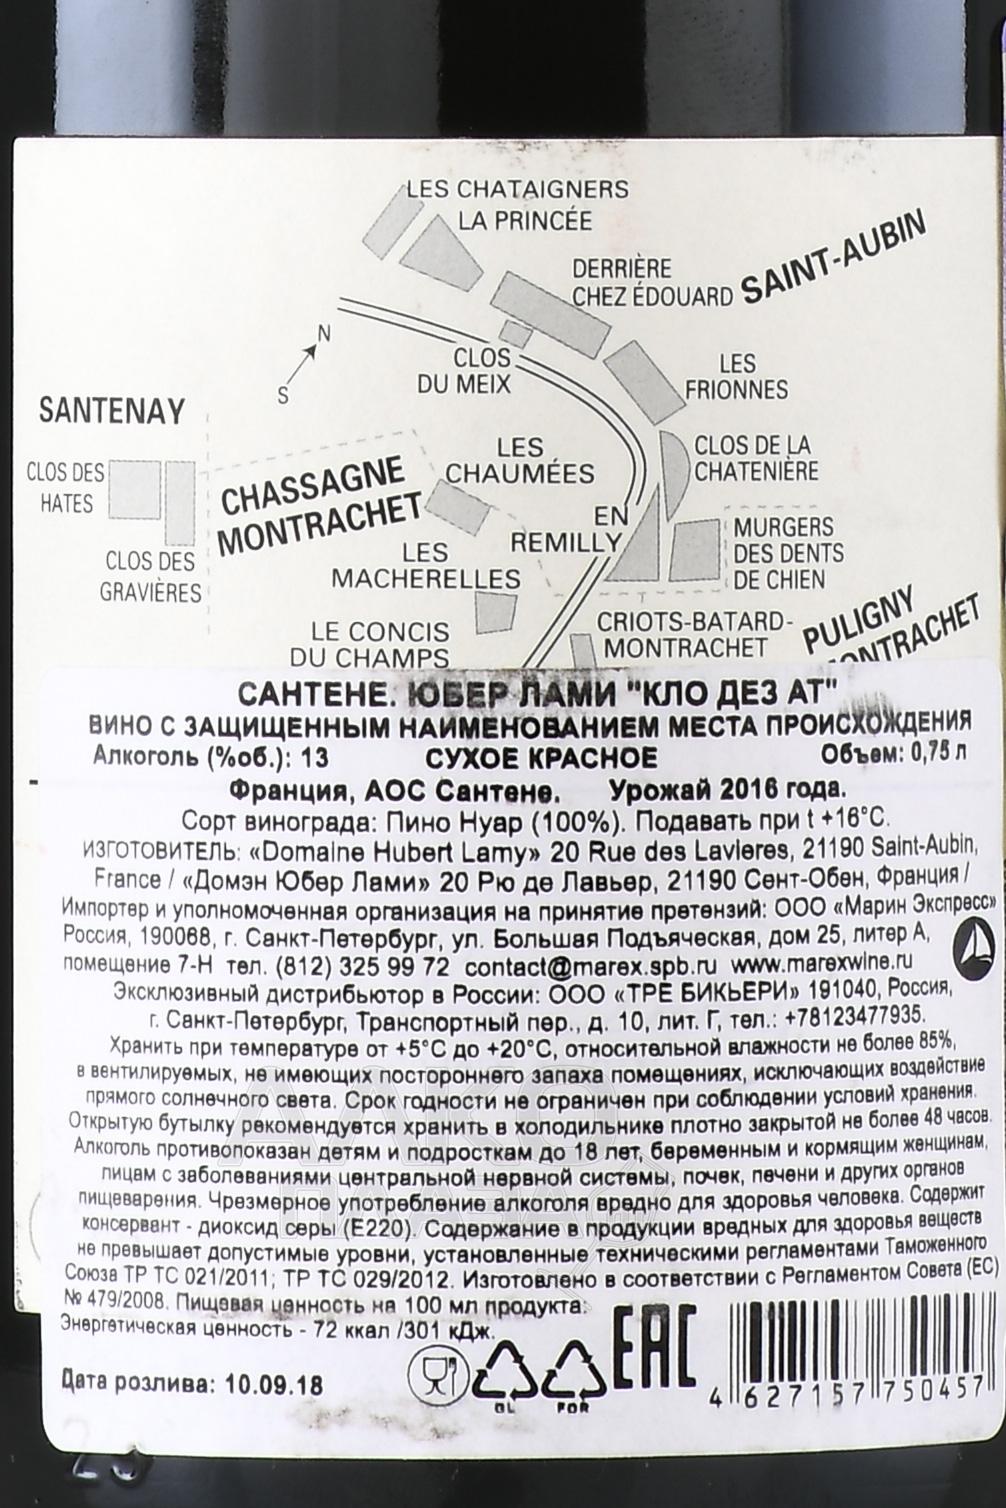 LES CHATAIGNERS
LA PRINCÉE
DERRIÈRE
CHEZ ÉDOUARD
SAINT-AUBIN
N
S
CLOS
DU MEIX
LES
FRIONNES
SANTENAY
CLOS DES
HATES
CLOS DES
GRAVIÈRES
CHASSAGNE
MONTRACHET
LES
CHAUMÉES
CLOS DE LA
CHATENIÈRE
EN
REMILLY
MURGERS
DES DENTS
DE CHIEN
LES
MACHERELLES
CRIOTS-BATARD-
MONTRACHET
PULIGNY
MONTRACHET
LE CONCIS
DU CHAMPS
САНТЕНЕ. ЮБЕР ЛАМИ "КЛО ДЕЗ АТ"
ВИНО С ЗАЩИЩЕННЫМ НАИМЕНОВАНИЕМ МЕСТА ПРОИСХОЖДЕНИЯ
Алкоголь (%об.): 13 СУХОЕ КРАСНОЕ Объем: 0,75 л
Франция, АОС Сантене. Урожай 2016 года.
Сорт винограда: Пино Нуар (100%). Подавать при t +16°C.
ИЗГОТОВИТЕЛЬ: «Domaine Hubert Lamy» 20 Rue des Lavieres, 21190 Saint-Aubin,
France / «Домэн Юбер Лами» 20 Рю де Лавьер, 21190 Сент-Обен, Франция /
Импортер и уполномоченная организация на принятие претензий: ООО «Марин Экспресс»
Россия, 190068, г. Санкт-Петербург, ул. Большая Подъяческая, дом 25, литер А,
помещение 7-Н тел. (812) 325 99 72 contact@marex.spb.ru www.marexwine.ru
Эксклюзивный дистрибьютор в России: ООО «ТРЕ БИКЬЕРИ» 191040, Россия,
г. Санкт-Петербург, Транспортный пер., д. 10, лит. Г, тел.: +78123477935.
Хранить при температуре от +5°C до +20°C, относительной влажности не более 85%,
в вентилируемых, не имеющих постороннего запаха помещениях, исключающих воздействие
прямого солнечного света. Срок годности не ограничен при соблюдении условий хранения.
Открытую бутылку рекомендуется хранить в холодильнике плотно закрытой не более 48 часов.
Алкоголь противопоказан детям и подросткам до 18 лет, беременным и кормящим женщинам,
лицам с заболеваниями центральной нервной системы, почек, печени и других органов
пищеварения. Чрезмерное употребление алкоголя вредно для здоровья человека. Содержит
консервант - диоксид серы (Е220). Содержание в продукции вредных для здоровья веществ
не превышает допустимые уровни, установленные техническими регламентами Таможенного
Союза ТР ТС 021/2011; ТР ТС 029/2012. Изготовлено в соответствии с Регламентом Совета (ЕС)
№ 479/2008. Пищевая ценность на 100 мл продукта:
Энергетическая ценность - 72 ккал /301 кДж.
Дата розлива: 10.09.18
GL
FOR
EAC
4 627157 750457